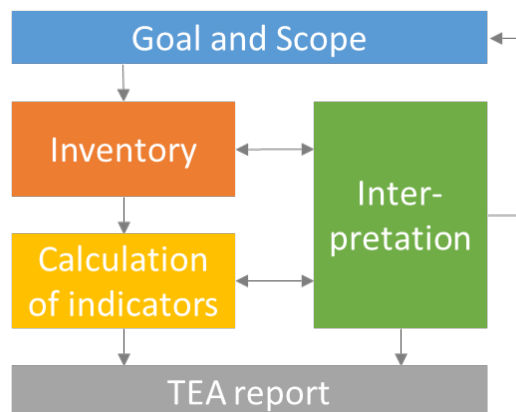 Goal and Scope
Inventory
Inter-
pretation
Calculation
of indicators
TEA report